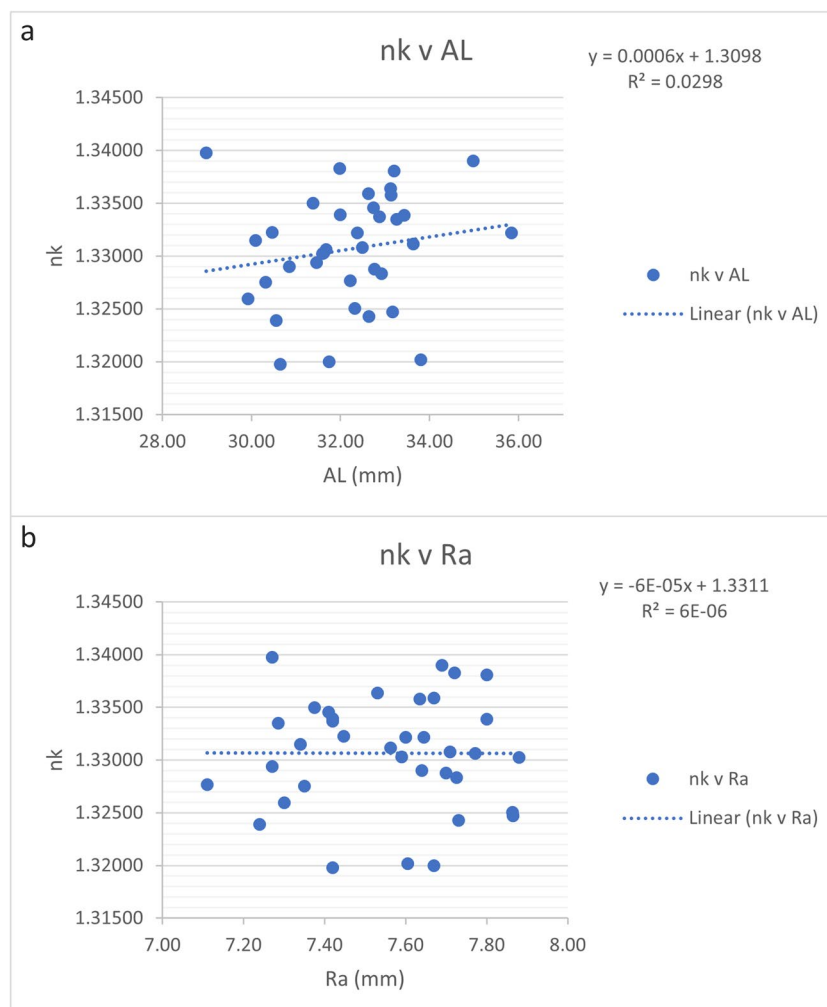 a
nk v AL
y = 0.0006x + 1.3098
R² = 0.0298
1.34500
1.34000
1.33500
1.33000
1.32500
1.32000
1.31500
nk
28.00 30.00 32.00 34.00 36.00
AL (mm)
nk v AL
Linear (nk v AL)
b
nk v Ra
y = -6E-05x + 1.3311
R² = 6E-06
1.34500
1.34000
1.33500
1.33000
1.32500
1.32000
1.31500
nk
7.00 7.20 7.40 7.60 7.80 8.00
Ra (mm)
nk v Ra
Linear (nk v Ra)